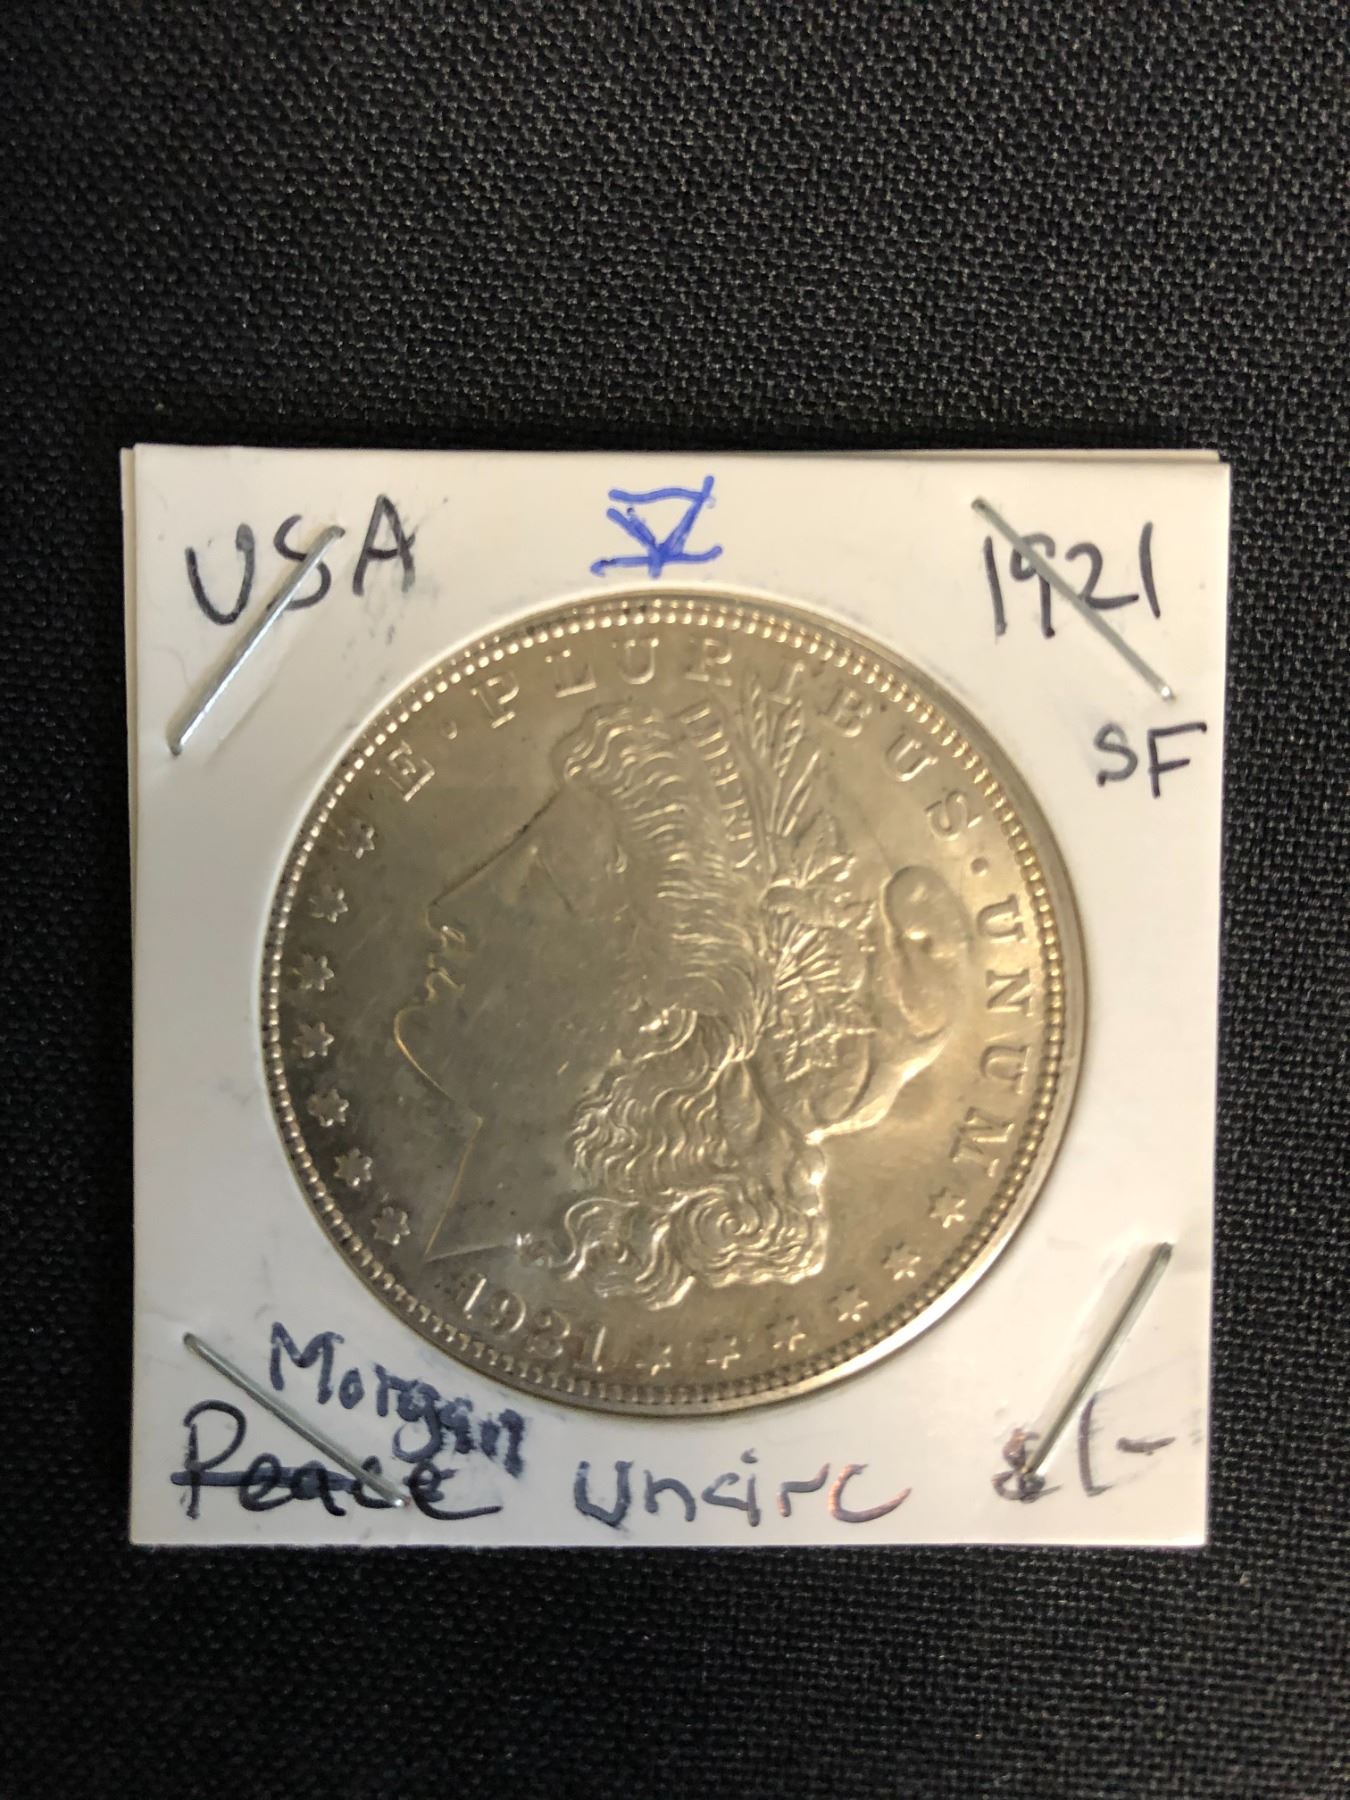 USA V 1921
SF
E·PLURIBUS·UNUM
LIBERTY
1921
Morgan
Peace Uncirc $1-